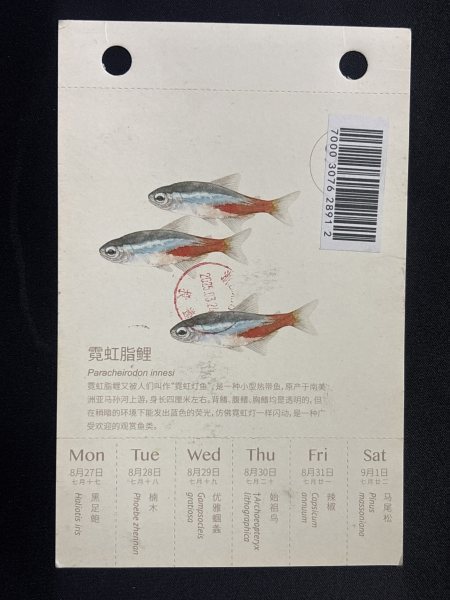 7000 3076 2891 2
霓虹脂鲤
Paracheirodon innesi
霓虹脂鲤又被人们叫作“霓虹灯鱼”，是一种小型热带鱼，原产于南美
洲亚马孙河上游，身长四厘米左右。背鳍、腹鳍、胸鳍均是透明的，但
在稍暗的环境下能发出蓝色的荧光，仿佛霓虹灯一样闪动，是一种广
受欢迎的观赏鱼类。
Mon
8月27日
七月十七
黑足鲍
Haliotis iris
Tue
8月28日
七月十八
楠木
Phoebe zhennan
Wed
8月29日
七月十九
优雅蝈螽
Gampsocleis
gratiosa
Thu
8月30日
七月二十
始祖鸟
†Archaeopteryx
lithographica
Fri
8月31日
七月廿一
辣椒
Capsicum
annuum
Sat
9月1日
七月廿二
马尾松
Pinus
massoniana